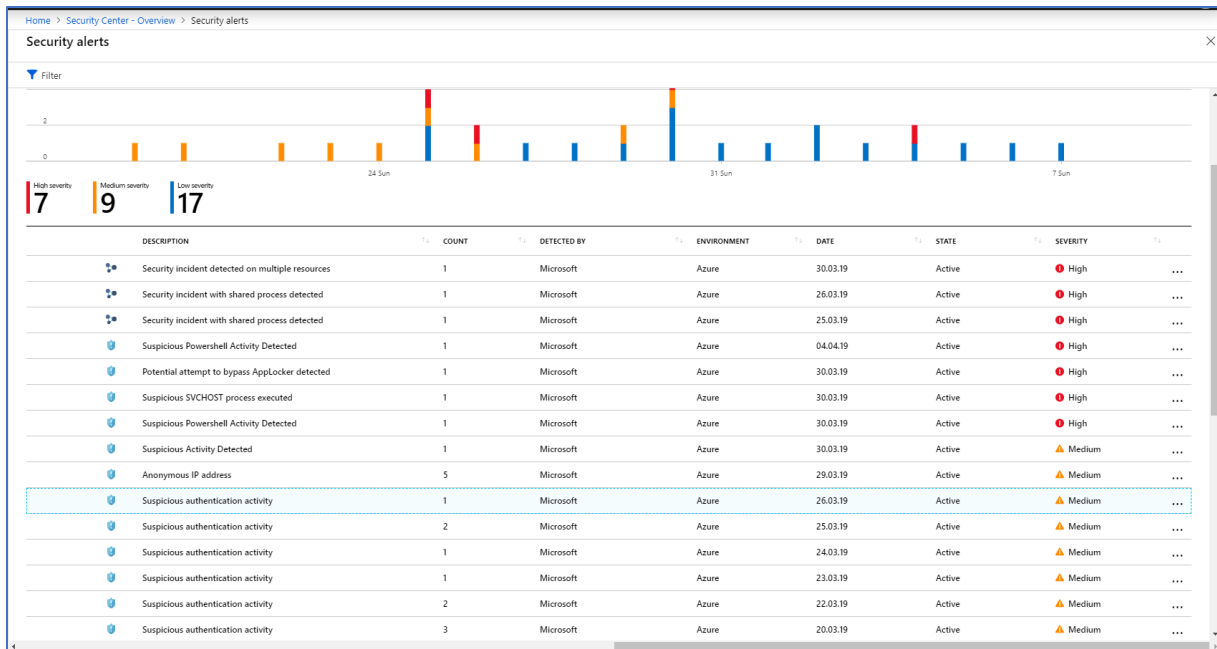 Home > Security Center - Overview > Security alerts
Security alerts
Filter
2
0
24 Sun 31 Sun 7 Sun
High severity Medium severity Low severity
7 9 17
DESCRIPTION COUNT DETECTED BY ENVIRONMENT DATE STATE SEVERITY
Security incident detected on multiple resources 1 Microsoft Azure 30.03.19 Active High ...
Security incident with shared process detected 1 Microsoft Azure 26.03.19 Active High ...
Security incident with shared process detected 1 Microsoft Azure 25.03.19 Active High ...
Suspicious Powershell Activity Detected 1 Microsoft Azure 04.04.19 Active High ...
Potential attempt to bypass AppLocker detected 1 Microsoft Azure 30.03.19 Active High ...
Suspicious SVCHOST process executed 1 Microsoft Azure 30.03.19 Active High ...
Suspicious Powershell Activity Detected 1 Microsoft Azure 30.03.19 Active High ...
Suspicious Activity Detected 1 Microsoft Azure 30.03.19 Active Medium ...
Anonymous IP address 5 Microsoft Azure 29.03.19 Active Medium ...
Suspicious authentication activity 1 Microsoft Azure 26.03.19 Active Medium ...
Suspicious authentication activity 2 Microsoft Azure 25.03.19 Active Medium ...
Suspicious authentication activity 1 Microsoft Azure 24.03.19 Active Medium ...
Suspicious authentication activity 1 Microsoft Azure 23.03.19 Active Medium ...
Suspicious authentication activity 2 Microsoft Azure 22.03.19 Active Medium ...
Suspicious authentication activity 3 Microsoft Azure 20.03.19 Active Medium ...